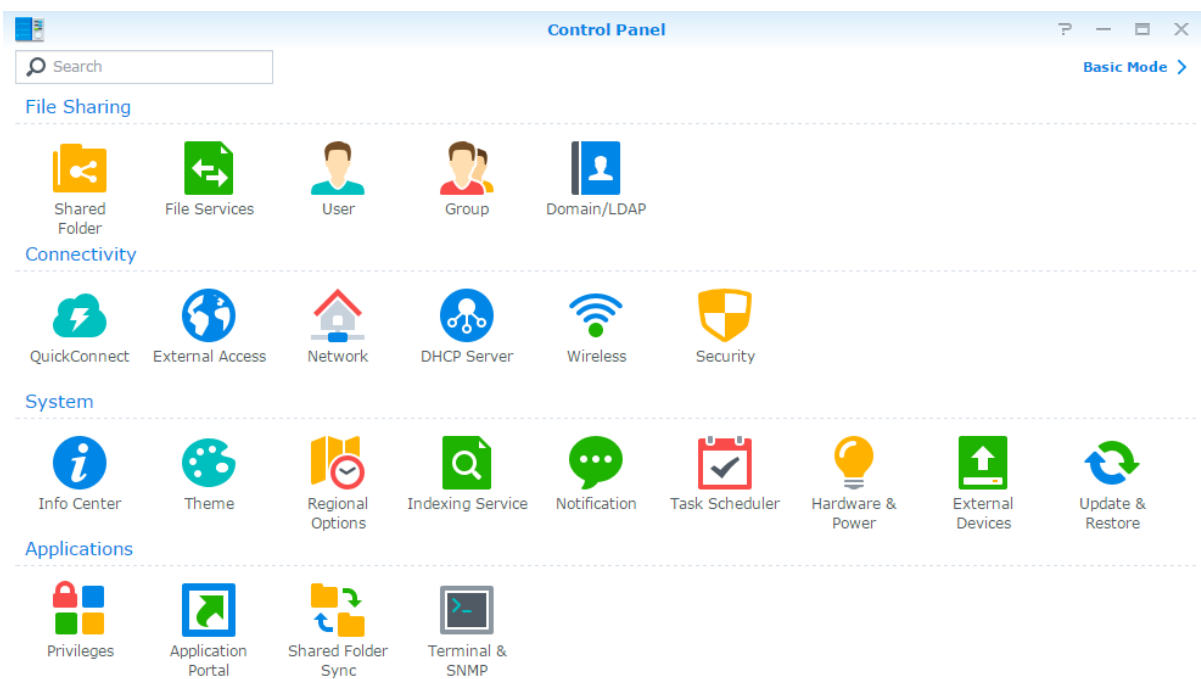 Control Panel
Search
Basic Mode
File Sharing
Shared Folder
File Services
User
Group
Domain/LDAP
Connectivity
QuickConnect
External Access
Network
DHCP Server
Wireless
Security
System
Info Center
Theme
Regional Options
Indexing Service
Notification
Task Scheduler
Hardware & Power
External Devices
Update & Restore
Applications
Privileges
Application Portal
Shared Folder Sync
Terminal & SNMP